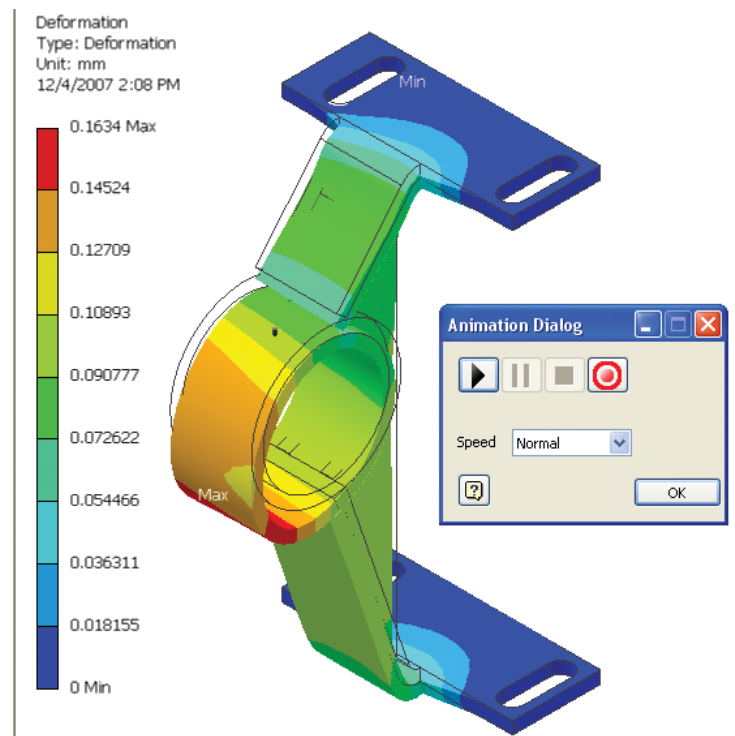 Deformation
Type: Deformation
Unit: mm
12/4/2007 2:08 PM
0.1634 Max
0.14524
0.12709
0.10893
0.090777
0.072622
0.054466
0.036311
0.018155
0 Min
Min
Max
Animation Dialog
Speed Normal
?
OK